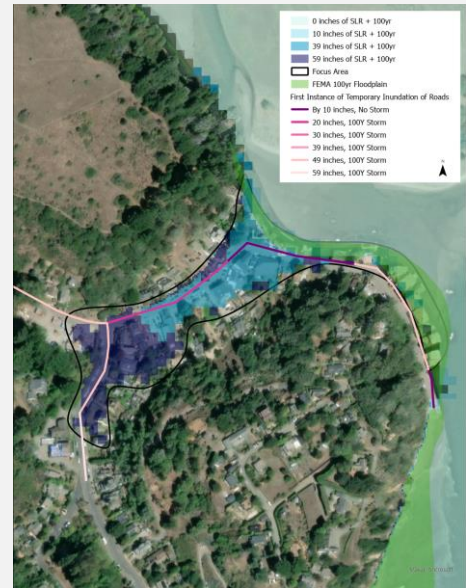 0 inches of SLR + 100yr
10 inches of SLR + 100yr
39 inches of SLR + 100yr
59 inches of SLR + 100yr
Focus Area
FEMA 100yr Floodplain
First Instance of Temporary Inundation of Roads
By 10 inches, No Storm
20 inches, 100Y Storm
30 inches, 100Y Storm
39 inches, 100Y Storm
49 inches, 100Y Storm
59 inches, 100Y Storm